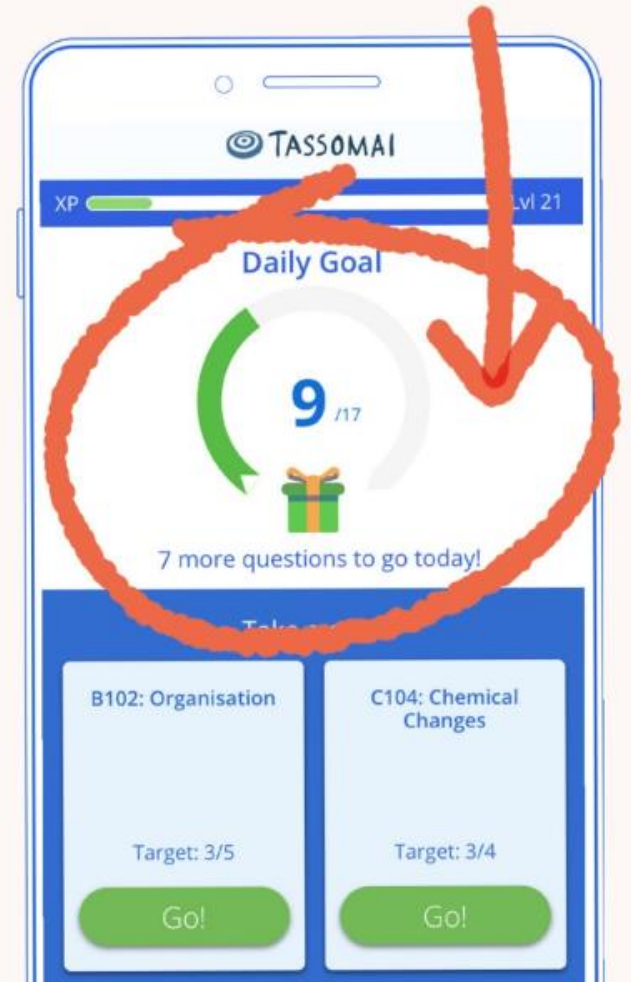 TASSOMAI
XP Lvl 21
Daily Goal
9 /17
7 more questions to go today!
B102: Organisation
Target: 3/5
Go!
C104: Chemical
Changes
Target: 3/4
Go!